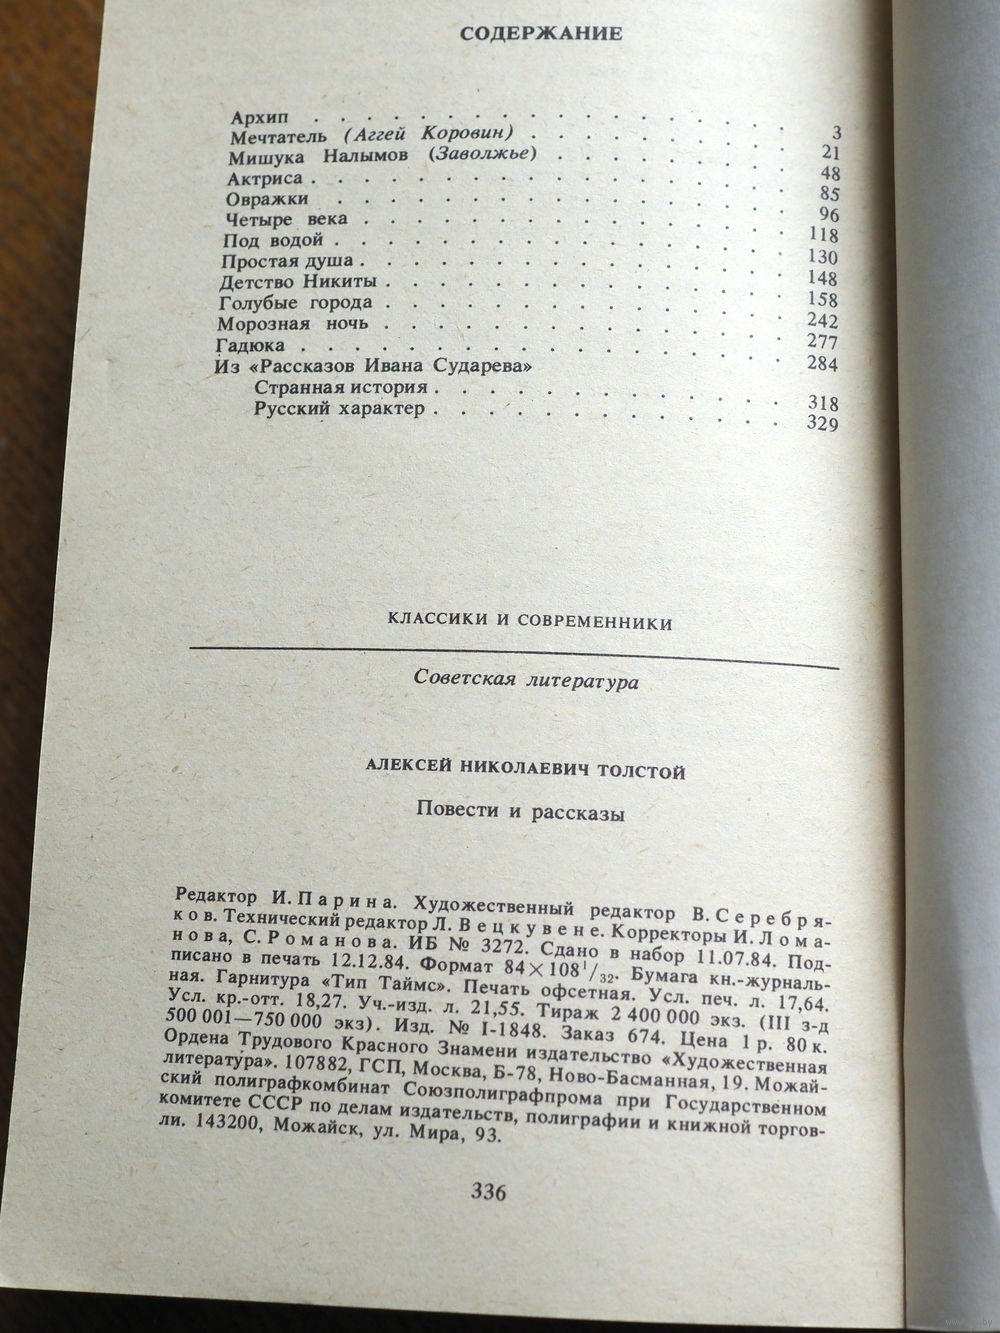 СОДЕРЖАНИЕ
Архип . . . . . . . . . . . . . . . . 3
Мечтатель (Аггей Коровин) . . . . . . . . 21
Мишука Налымов (Заволжье) . . . . . . . 48
Актриса . . . . . . . . . . . . . . . . 85
Овражки . . . . . . . . . . . . . . . 96
Четыре века . . . . . . . . . . . . . . 118
Под водой . . . . . . . . . . . . . . . 130
Простая душа . . . . . . . . . . . . . . 148
Детство Никиты . . . . . . . . . . . . . 158
Голубые города . . . . . . . . . . . . . 242
Морозная ночь . . . . . . . . . . . . . 277
Гадюка . . . . . . . . . . . . . . . . 284
Из «Рассказов Ивана Сударева»
Странная история . . . . . . . . . . . 318
Русский характер . . . . . . . . . . . 329
КЛАССИКИ И СОВРЕМЕННИКИ
Советская литература
АЛЕКСЕЙ НИКОЛАЕВИЧ ТОЛСТОЙ
Повести и рассказы
Редактор И. Парина. Художественный редактор В. Серебря-
ков. Технический редактор Л. Вецкувене. Корректоры И. Лома-
нова, С. Романова. ИБ № 3272. Сдано в набор 11.07.84. Под-
писано в печать 12.12.84. Формат 84×108 1/32. Бумага кн.-журналь-
ная. Гарнитура «Тип Таймс». Печать офсетная. Усл. печ. л. 17,64.
Усл. кр.-отт. 18,27. Уч.-изд. л. 21,55. Тираж 2 400 000 экз. (III з-д
500 001—750 000 экз). Изд. № I-1848. Заказ 674. Цена 1 р. 80 к.
Ордена Трудового Красного Знамени издательство «Художественная
литература». 107882, ГСП, Москва, Б-78, Ново-Басманная, 19. Можай-
ский полиграфкомбинат Союзполиграфпрома при Государственном
комитете СССР по делам издательств, полиграфии и книжной торгов-
ли. 143200, Можайск, ул. Мира, 93.
336